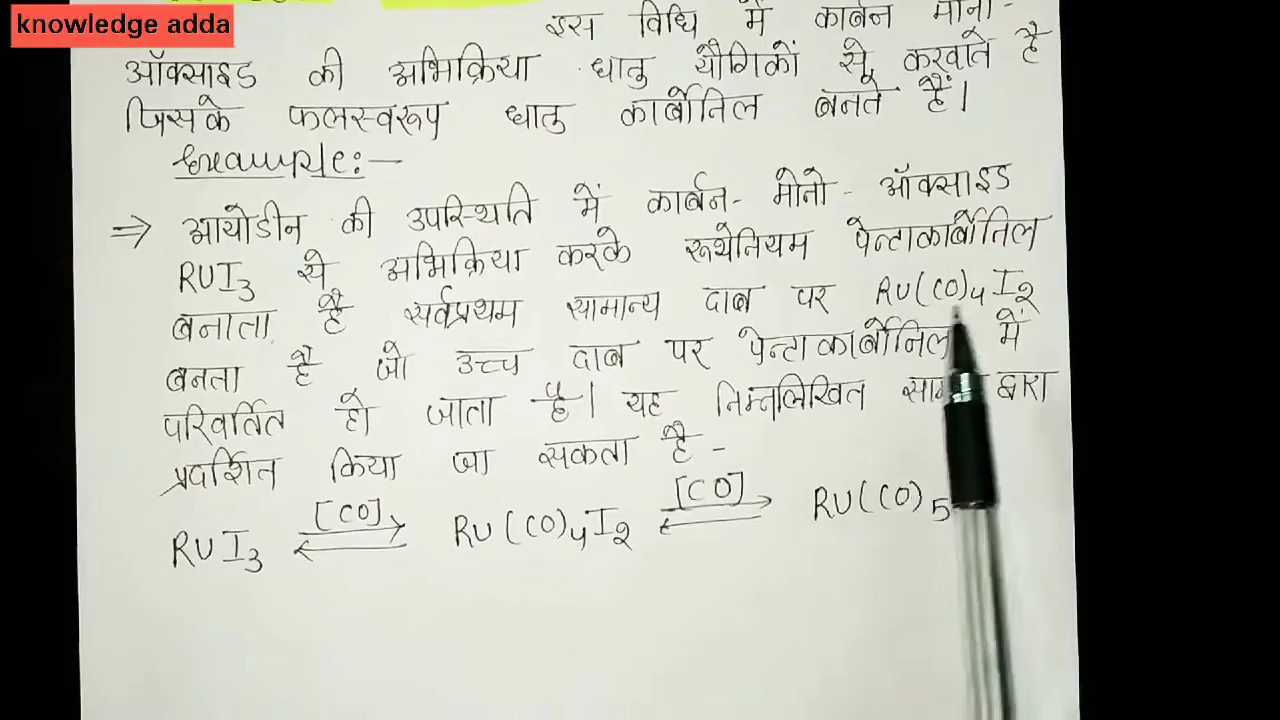 knowledge adda
इस विधि में कार्बन मोनो-
ऑक्साइड की अभिक्रिया धातु यौगिकों से करवाते है
जिसके फलस्वरूप धातु कार्बोनिल बनते हैं।
Example:-
⇒ आयोडीन की उपस्थिति में कार्बन- मोनो- ऑक्साइड
RUI₃ से अभिक्रिया करके रूथेनियम पेन्टाकार्बोनिल
बनाता है सर्वप्रथम सामान्य दाब पर RU(CO)₄I₂
बनता है जो उच्च दाब पर पेन्टाकार्बोनिल में
परिवर्तित हो जाता है। यह निम्नलिखित द्वारा
प्रदर्शित किया जा सकता है -
RUI₃ ⇌[CO] RU(CO)₄I₂ ⇌[CO] RU(CO)₅